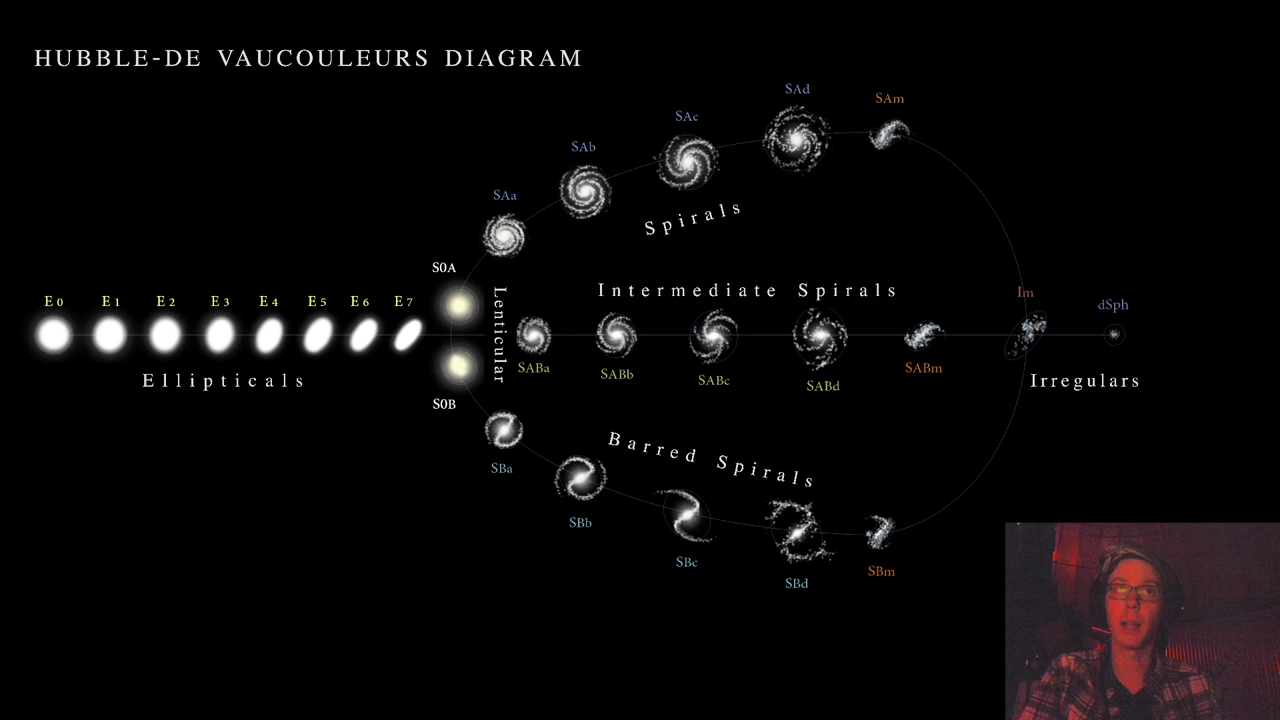 HUBBLE-DE VAUCOULEURS DIAGRAM
SAa
SAb
SAc
SAd
SAm
Spirals
S0A
E0 E1 E2 E3 E4 E5 E6 E7
Ellipticals
Lenticular
S0B
Intermediate Spirals
SABa
SABb
SABc
SABd
SABm
Im
dSph
Irregulars
Barred Spirals
SBa
SBb
SBc
SBd
SBm